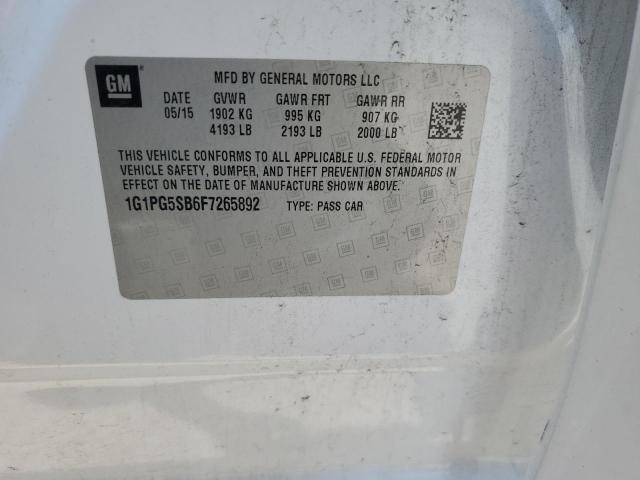 GM
MFD BY GENERAL MOTORS LLC
DATE GVWR GAWR FRT GAWR RR
05/15 1902 KG 995 KG 907 KG
4193 LB 2193 LB 2000 LB
THIS VEHICLE CONFORMS TO ALL APPLICABLE U.S. FEDERAL MOTOR
VEHICLE SAFETY, BUMPER, AND THEFT PREVENTION STANDARDS IN
EFFECT ON THE DATE OF MANUFACTURE SHOWN ABOVE.
1G1PG5SB6F7265892 TYPE: PASS CAR